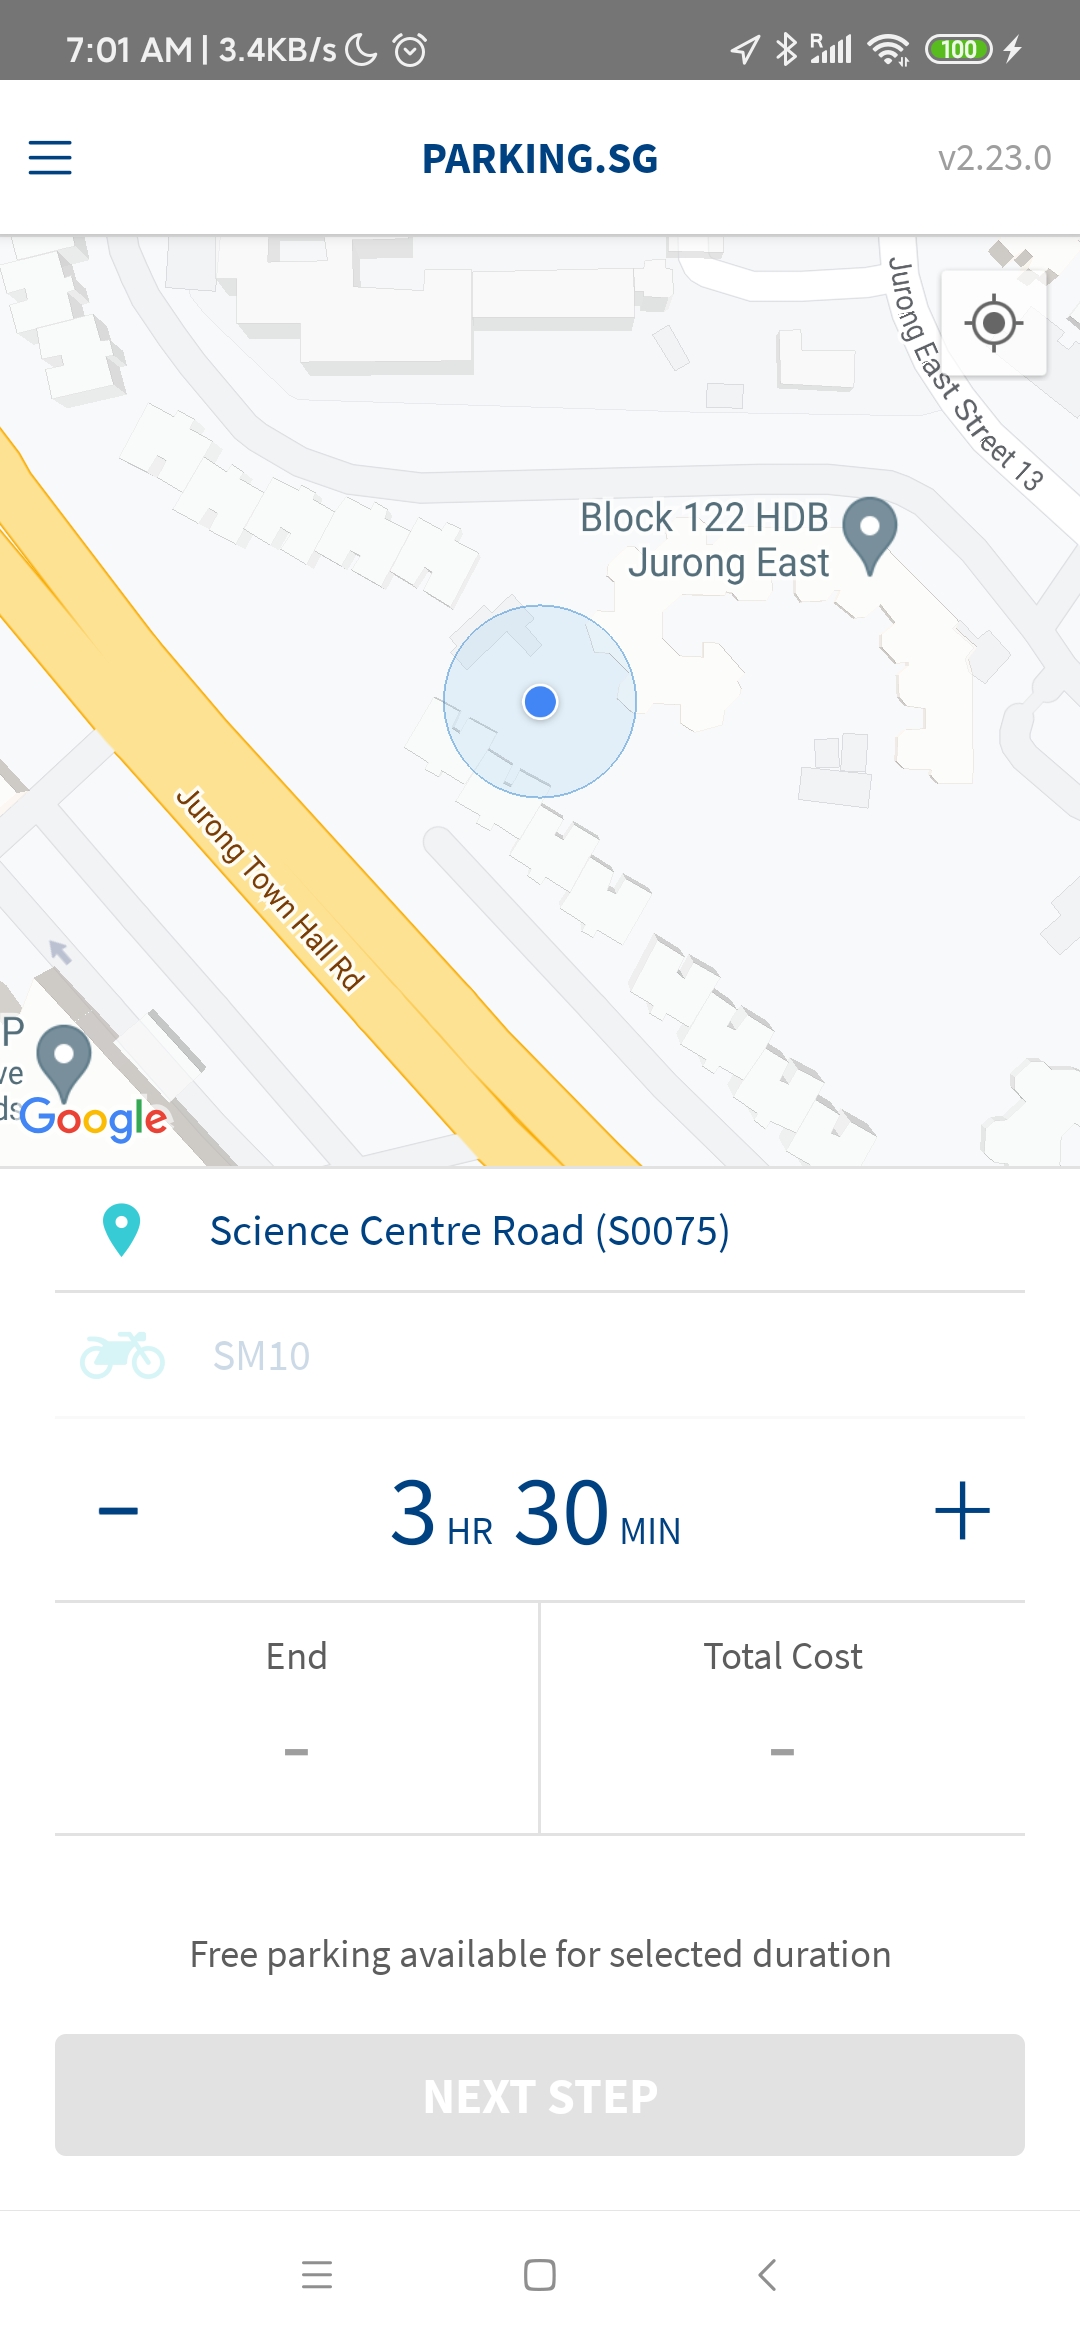 7:01 AM | 3.4KB/s
R
100
PARKING.SG
v2.23.0
Jurong East Street 13
Block 122 HDB
Jurong East
Jurong Town Hall Rd
P
ve
ds
Google
Science Centre Road (S0075)
SM10
3 HR 30 MIN
End
Total Cost
-
-
Free parking available for selected duration
NEXT STEP